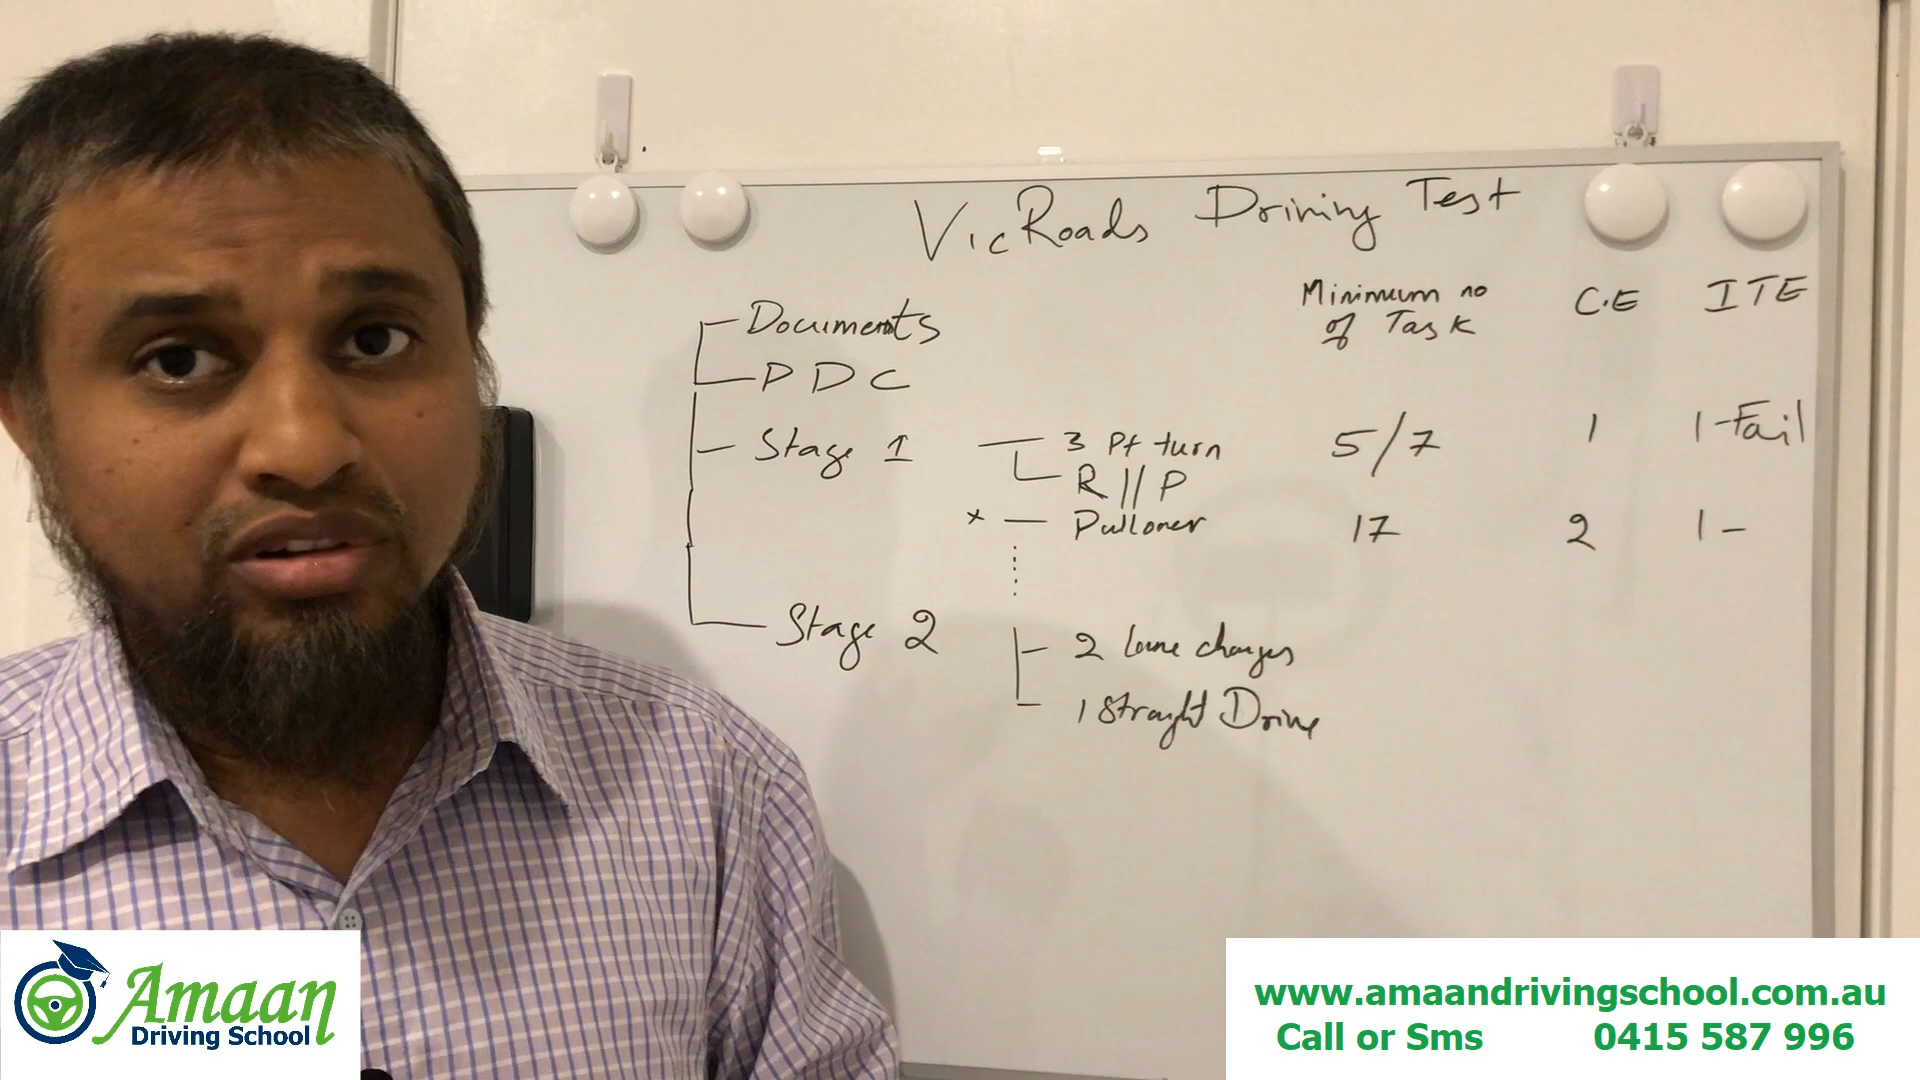 VicRoads Driving Test
Minimum no of Task
C.E
ITE
Documents
PDC
Stage 1
3 Pt turn
R || P
5/7
1
1-Fail
x — Pullover
17
2
1 -
Stage 2
2 lane changes
1 Straight Drive
Amaan
Driving School
www.amaandrivingschool.com.au
Call or Sms 0415 587 996